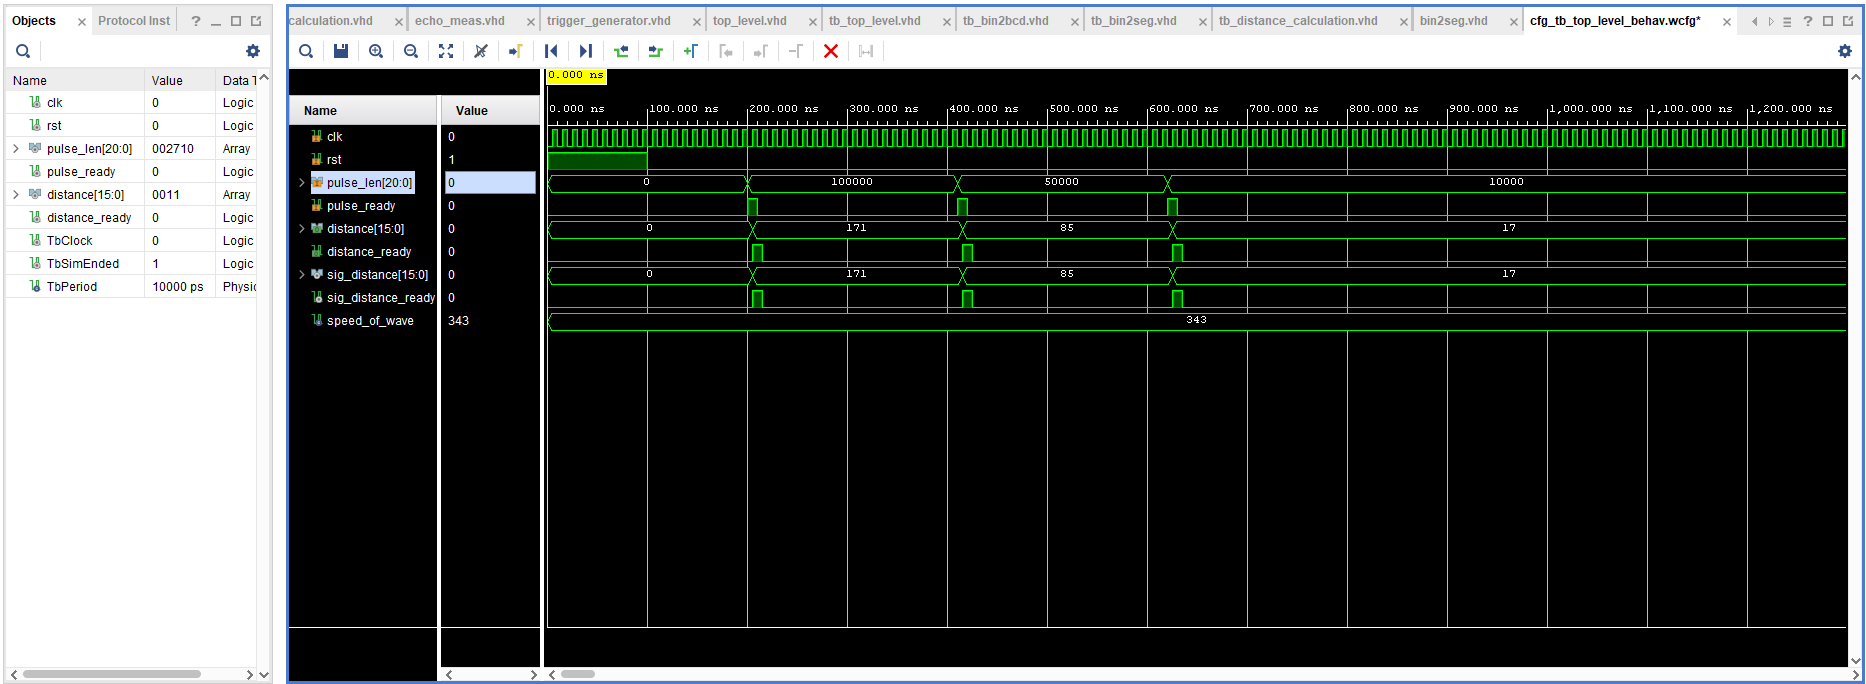 Objects Protocol Inst
Name Value Data T
clk 0 Logic
rst 0 Logic
pulse_len[20:0] 002710 Array
pulse_ready 0 Logic
distance[15:0] 0011 Array
distance_ready 0 Logic
TbClock 0 Logic
TbSimEnded 1 Logic
TbPeriod 10000 ps Physic
calculation.vhd echo_meas.vhd trigger_generator.vhd top_level.vhd tb_top_level.vhd tb_bin2bcd.vhd tb_bin2seg.vhd tb_distance_calculation.vhd bin2seg.vhd cfg_tb_top_level_behav.wcfg*
0.000 ns
Name Value
0.000 ns 100.000 ns 200.000 ns 300.000 ns 400.000 ns 500.000 ns 600.000 ns 700.000 ns 800.000 ns 900.000 ns 1,000.000 ns 1,100.000 ns 1,200.000 ns
clk 0
rst 1
pulse_len[20:0] 0 0 100000 50000 10000
pulse_ready 0
distance[15:0] 0 0 171 85 17
distance_ready 0
sig_distance[15:0] 0 0 171 85 17
sig_distance_ready 0
speed_of_wave 343 343